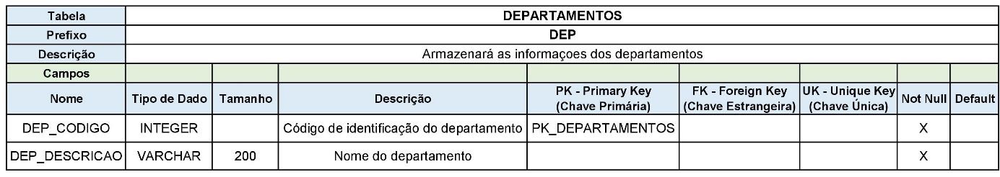 Tabela DEPARTAMENTOS
Prefixo DEP
Descrição Armazenará as informaçoes dos departamentos
Campos
Nome Tipo de Dado Tamanho Descrição PK - Primary Key (Chave Primária) FK - Foreign Key (Chave Estrangeira) UK - Unique Key (Chave Única) Not Null Default
DEP_CODIGO INTEGER Código de identificação do departamento PK_DEPARTAMENTOS X
DEP_DESCRICAO VARCHAR 200 Nome do departamento X